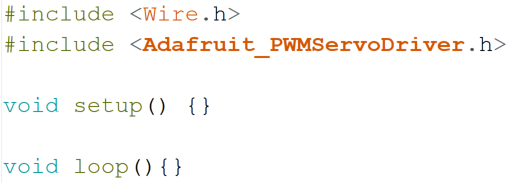 #include <Wire.h>
#include <Adafruit_PWMServoDriver.h>
void setup() {}
void loop(){}